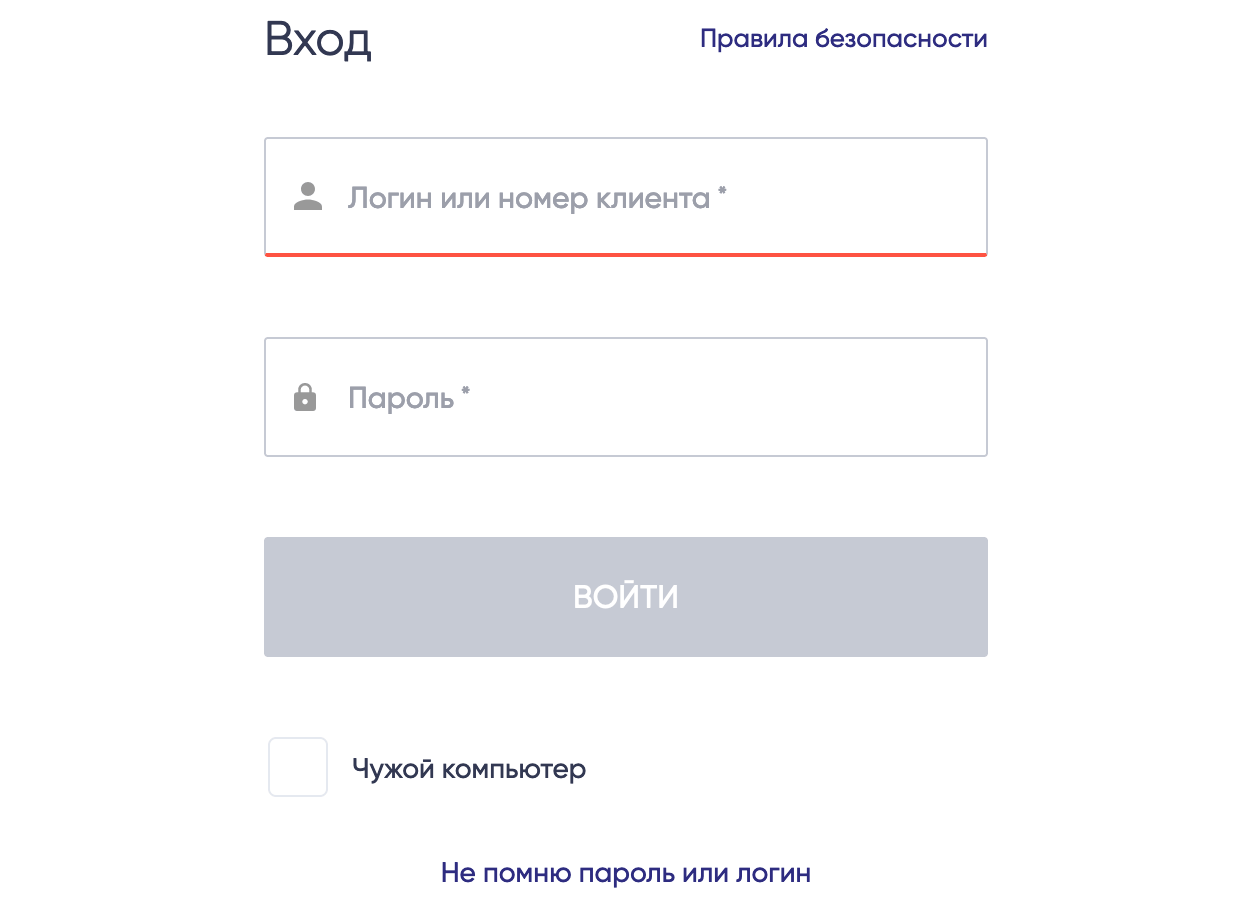 Вход
Правила безопасности
Логин или номер клиента *
Пароль *
ВОЙТИ
Чужой компьютер
Не помню пароль или логин